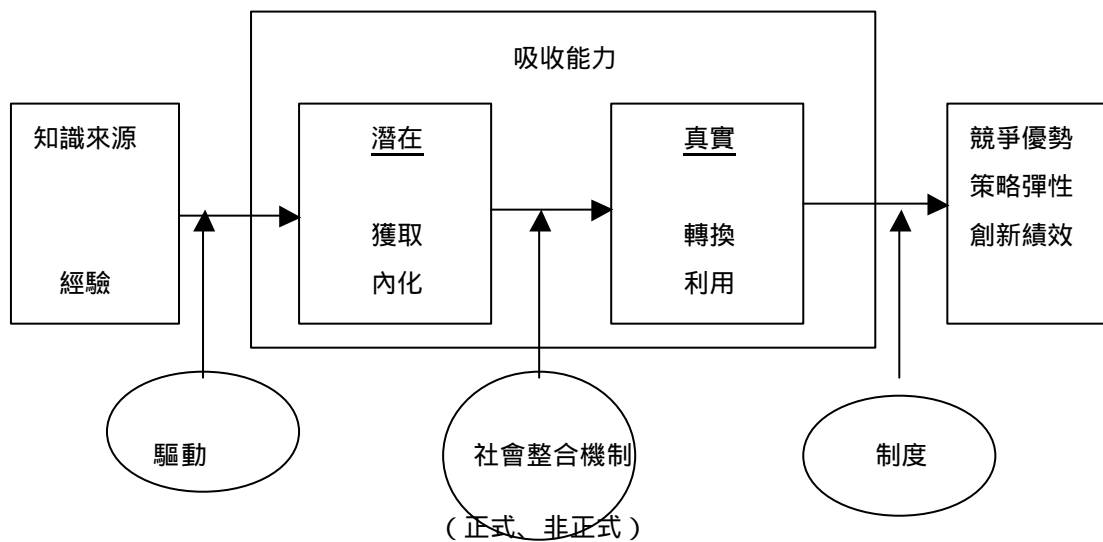 吸收能力
知識來源
經驗
潛在
獲取
內化
真實
轉換
利用
競爭優勢
策略彈性
創新績效
驅動
社會整合機制
（正式、非正式）
制度